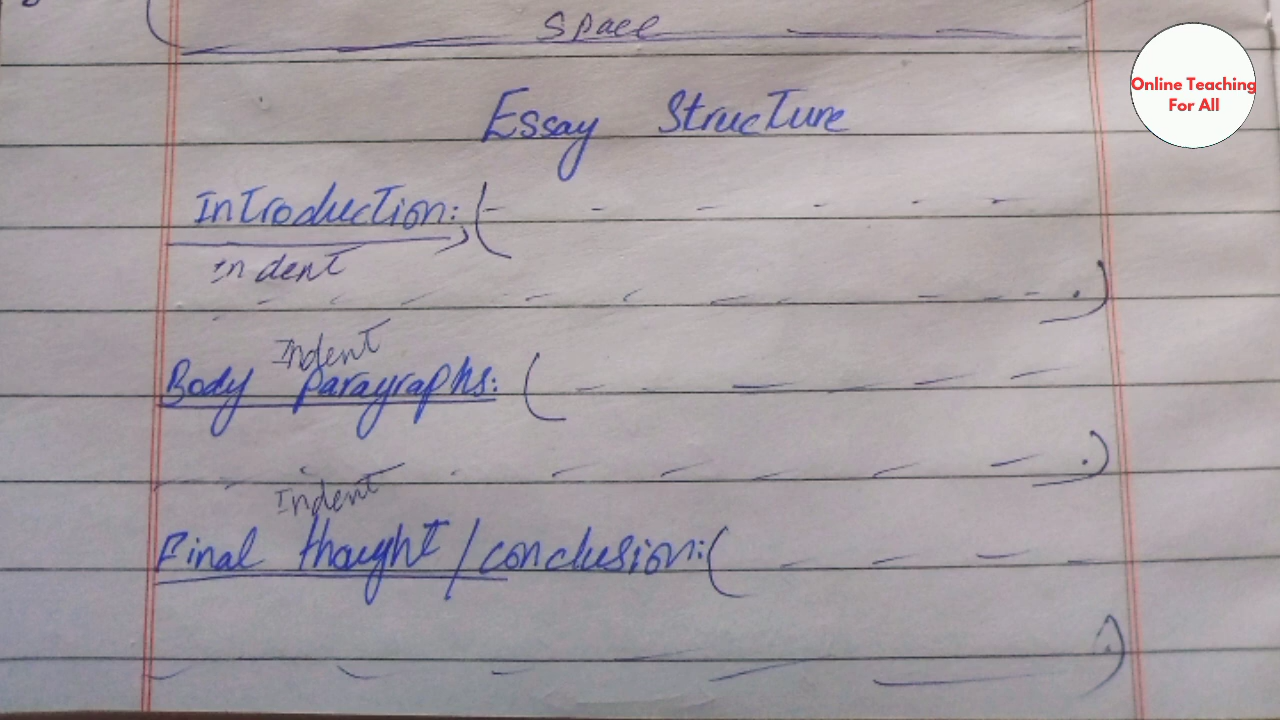 Space
Online Teaching
For All
Essay Structure
Introduction:
Indent
Indent
Body paragraphs:
Indent
Final thought/conclusion: